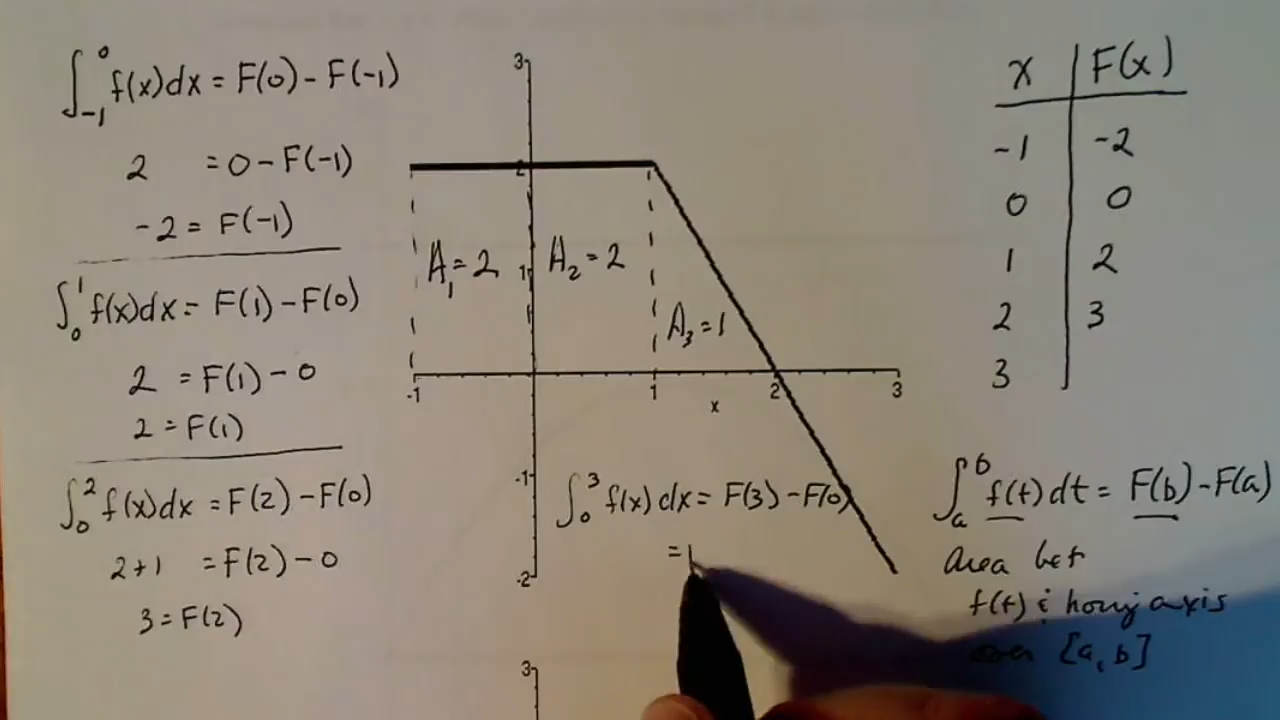 ∫₋₁⁰ f(x)dx = F(0) - F(-1)
2 = 0 - F(-1)
-2 = F(-1)
∫₀¹ f(x)dx = F(1) - F(0)
2 = F(1) - 0
2 = F(1)
∫₀² f(x)dx = F(2) - F(0)
2+1 = F(2) - 0
3 = F(2)
3
2
1
-1
-2
-1
1
2
3
x
A₁ = 2
A₂ = 2
A₃ = 1
∫₀³ f(x)dx = F(3) - F(0)
=
3
x F(x)
-1 -2
0 0
1 2
2 3
3
∫ₐᵇ f(t)dt = F(b) - F(a)
area bet
f(t) & horiz axis
over [a,b]